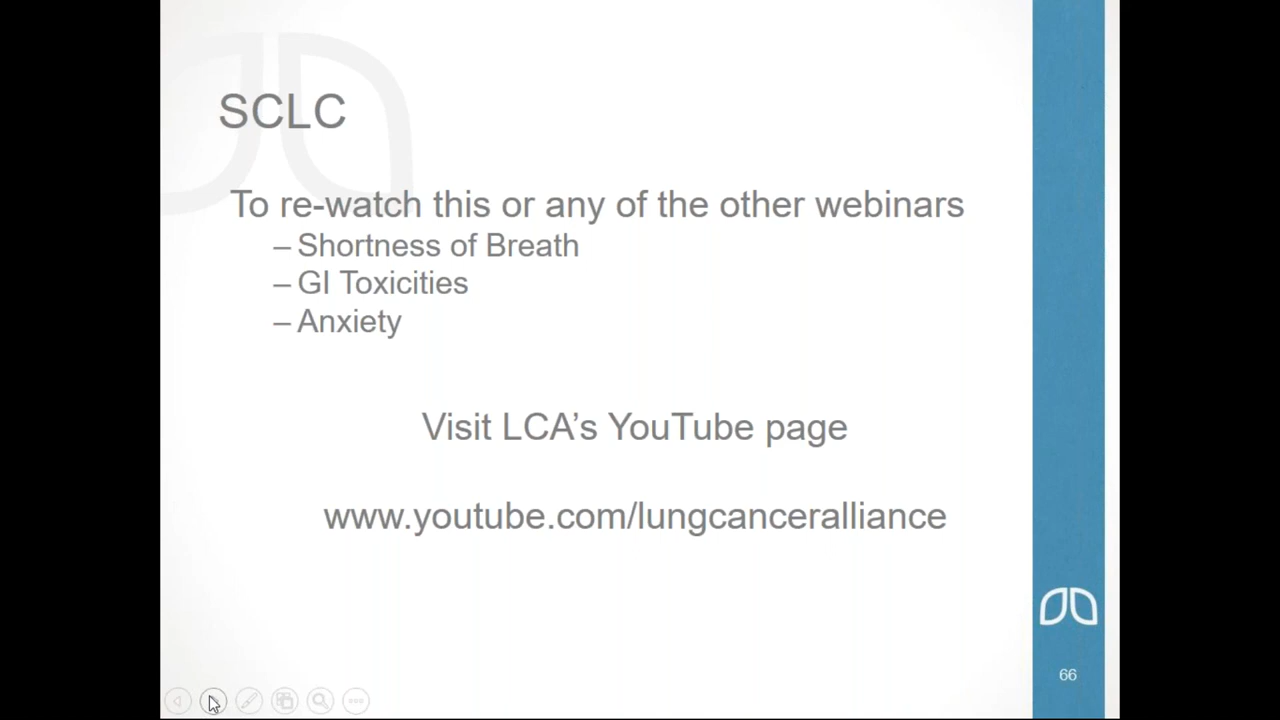 SCLC
To re-watch this or any of the other webinars
– Shortness of Breath
– GI Toxicities
– Anxiety
Visit LCA’s YouTube page
www.youtube.com/lungcanceralliance
66